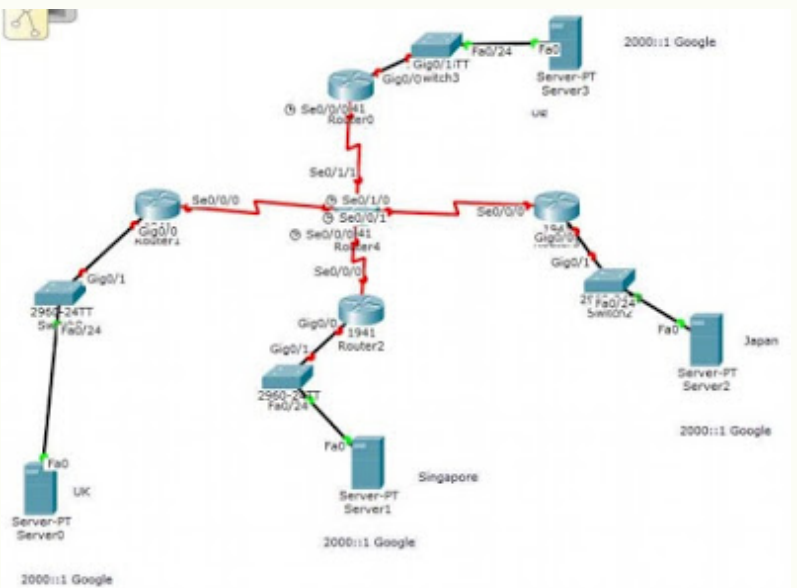 Fa0/24
Fa0
2000::1 Google
Gig0/1
Gig0/0
Server-PT
Server3
Se0/0/0
Router0
Se0/1/1
Se0/0/0
Se0/1/0
Se0/0/1
Se0/0/0
Gig0/0
Se0/0/0
Router4
Gig0/0
Gig0/1
Se0/0/0
Gig0/1
2960-24TT
Fa0/24
Gig0/0
1941
Router2
Fa0/24
Switch2
Gig0/1
Fa0
Japan
2960-24TT
Fa0/24
Server-PT
Server2
Fa0
2000::1 Google
Fa0
UK
Singapore
Server-PT
Server1
Server-PT
Server0
2000::1 Google
2000::1 Google